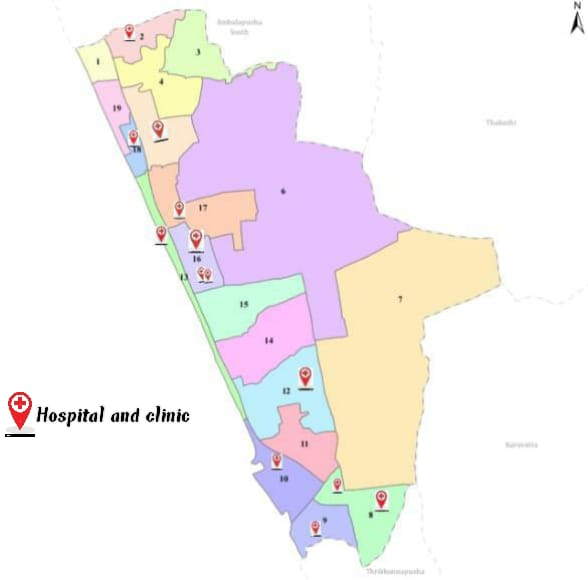 N
Ambalapuzha
South
2
3
1
4
19
Thakazhi
18
6
17
16
13
7
15
14
12
Hospital and clinic
11
Karuvatta
10
8
9
Thrikkunnapuzha